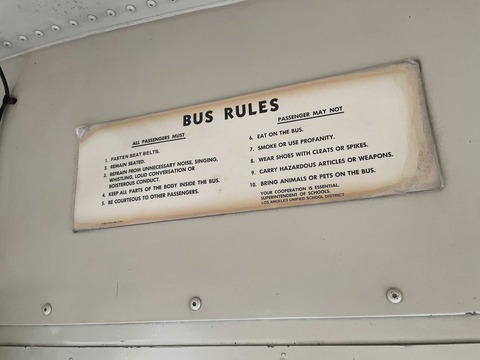 BUS RULES
ALL PASSENGERS MUST
1. FASTEN SEAT BELTS.
2. REMAIN SEATED.
3. REFRAIN FROM UNNECESSARY NOISE, SINGING,
WHISTLING, LOUD CONVERSATION OR
BOISTEROUS CONDUCT.
4. KEEP ALL PARTS OF THE BODY INSIDE THE BUS.
5. BE COURTEOUS TO OTHER PASSENGERS.
PASSENGER MAY NOT
6. EAT ON THE BUS.
7. SMOKE OR USE PROFANITY.
8. WEAR SHOES WITH CLEATS OR SPIKES.
9. CARRY HAZARDOUS ARTICLES OR WEAPONS.
10. BRING ANIMALS OR PETS ON THE BUS.
YOUR COOPERATION IS ESSENTIAL.
SUPERINTENDENT OF SCHOOLS.
LOS ANGELES UNIFIED SCHOOL DISTRICT